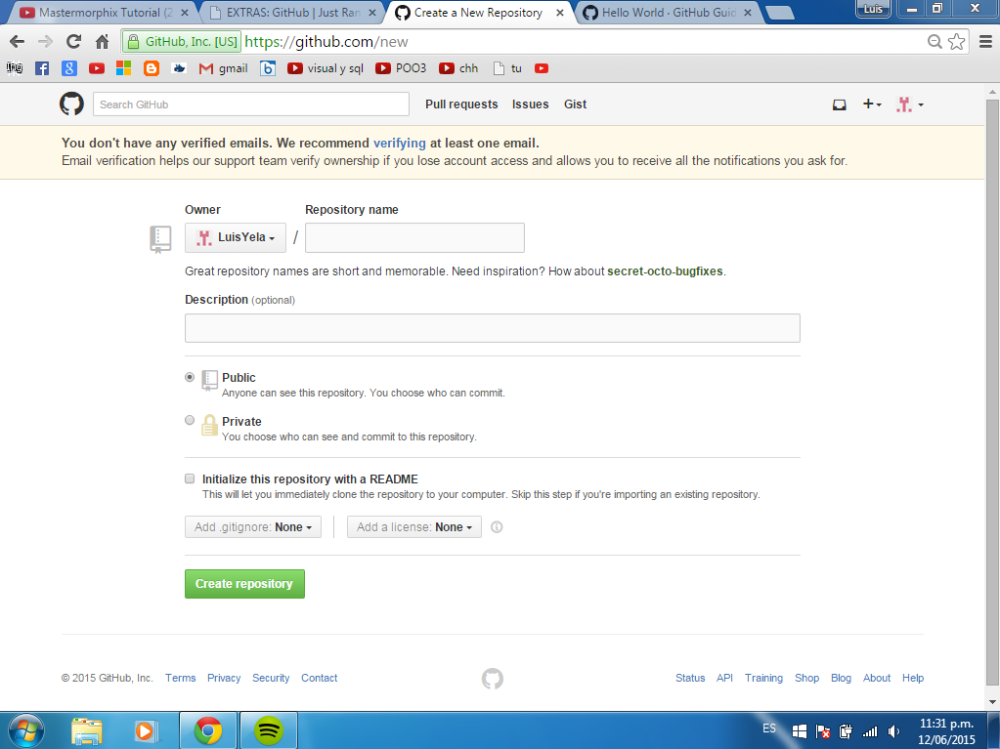 Mastermorphix Tutorial (2
EXTRAS: GitHub | Just Ran
Create a New Repository
Hello World · GitHub Guid
Luis
GitHub, Inc. [US] https://github.com/new
gmail
visual y sql
POO3
chh
tu
Search GitHub
Pull requests Issues Gist
You don't have any verified emails. We recommend verifying at least one email.
Email verification helps our support team verify ownership if you lose account access and allows you to receive all the notifications you ask for.
Owner Repository name
LuisYela /
Great repository names are short and memorable. Need inspiration? How about secret-octo-bugfixes.
Description (optional)
Public
Anyone can see this repository. You choose who can commit.
Private
You choose who can see and commit to this repository.
Initialize this repository with a README
This will let you immediately clone the repository to your computer. Skip this step if you're importing an existing repository.
Add .gitignore: None Add a license: None
Create repository
© 2015 GitHub, Inc. Terms Privacy Security Contact
Status API Training Shop Blog About Help
ES
11:31 p.m.
12/06/2015